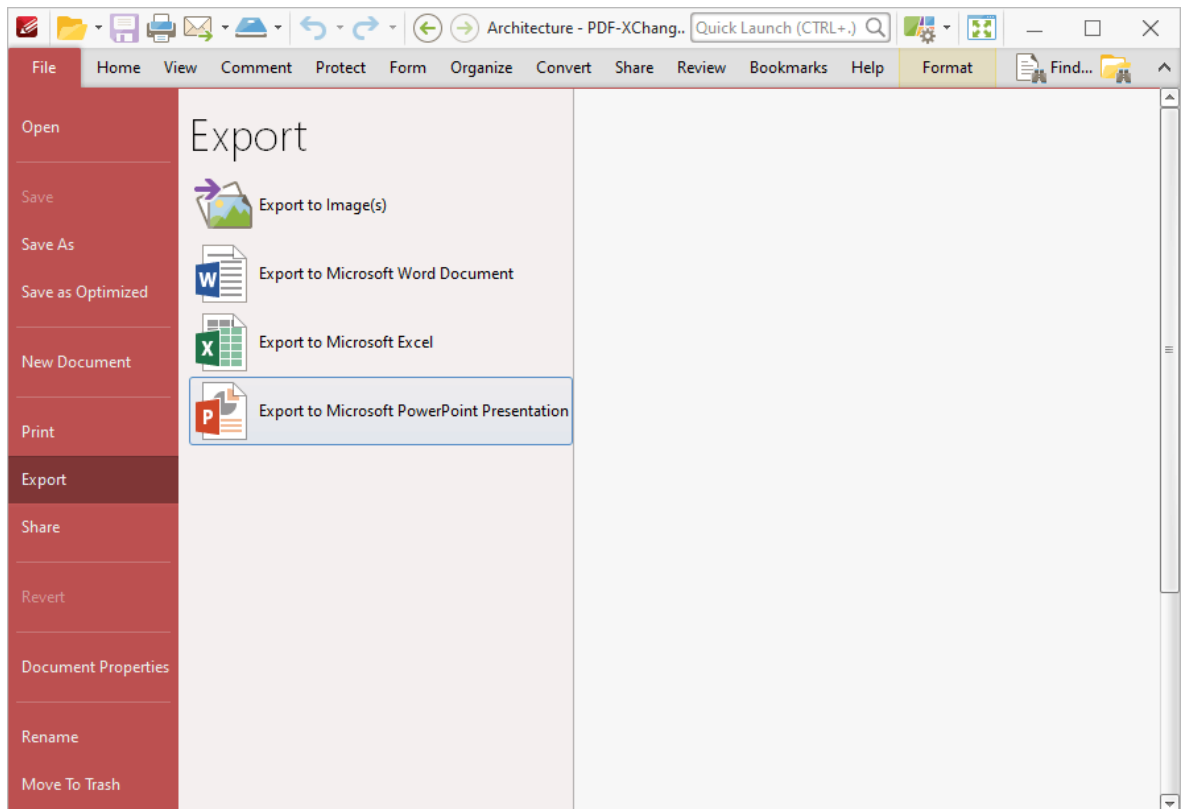 Architecture - PDF-XChang.. Quick Launch (CTRL+.)
File Home View Comment Protect Form Organize Convert Share Review Bookmarks Help Format Find...
Open
Save
Save As
Save as Optimized
New Document
Print
Export
Share
Revert
Document Properties
Rename
Move To Trash
Export
Export to Image(s)
W
Export to Microsoft Word Document
X
Export to Microsoft Excel
P
Export to Microsoft PowerPoint Presentation